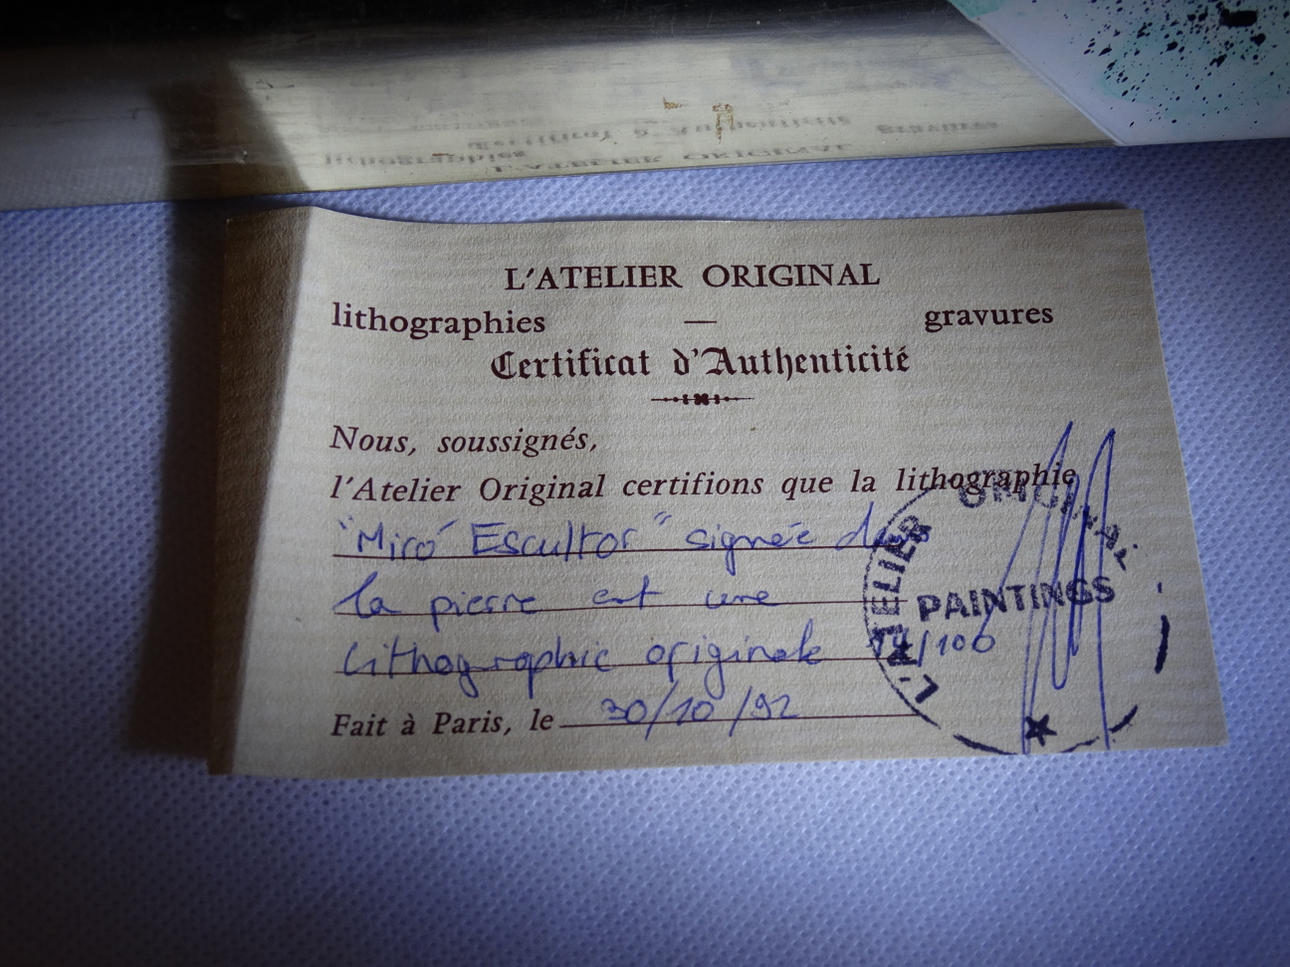 L'ATELIER ORIGINAL
lithographies — gravures
Certificat d'Authenticité
Nous, soussignés,
l'Atelier Original certifions que la lithographie
"Miró Escultor" signée dans
la pierre est une
Lithographie originale /100
Fait à Paris, le 30/10/92
L'ATELIER ORIGINAL
PAINTINGS